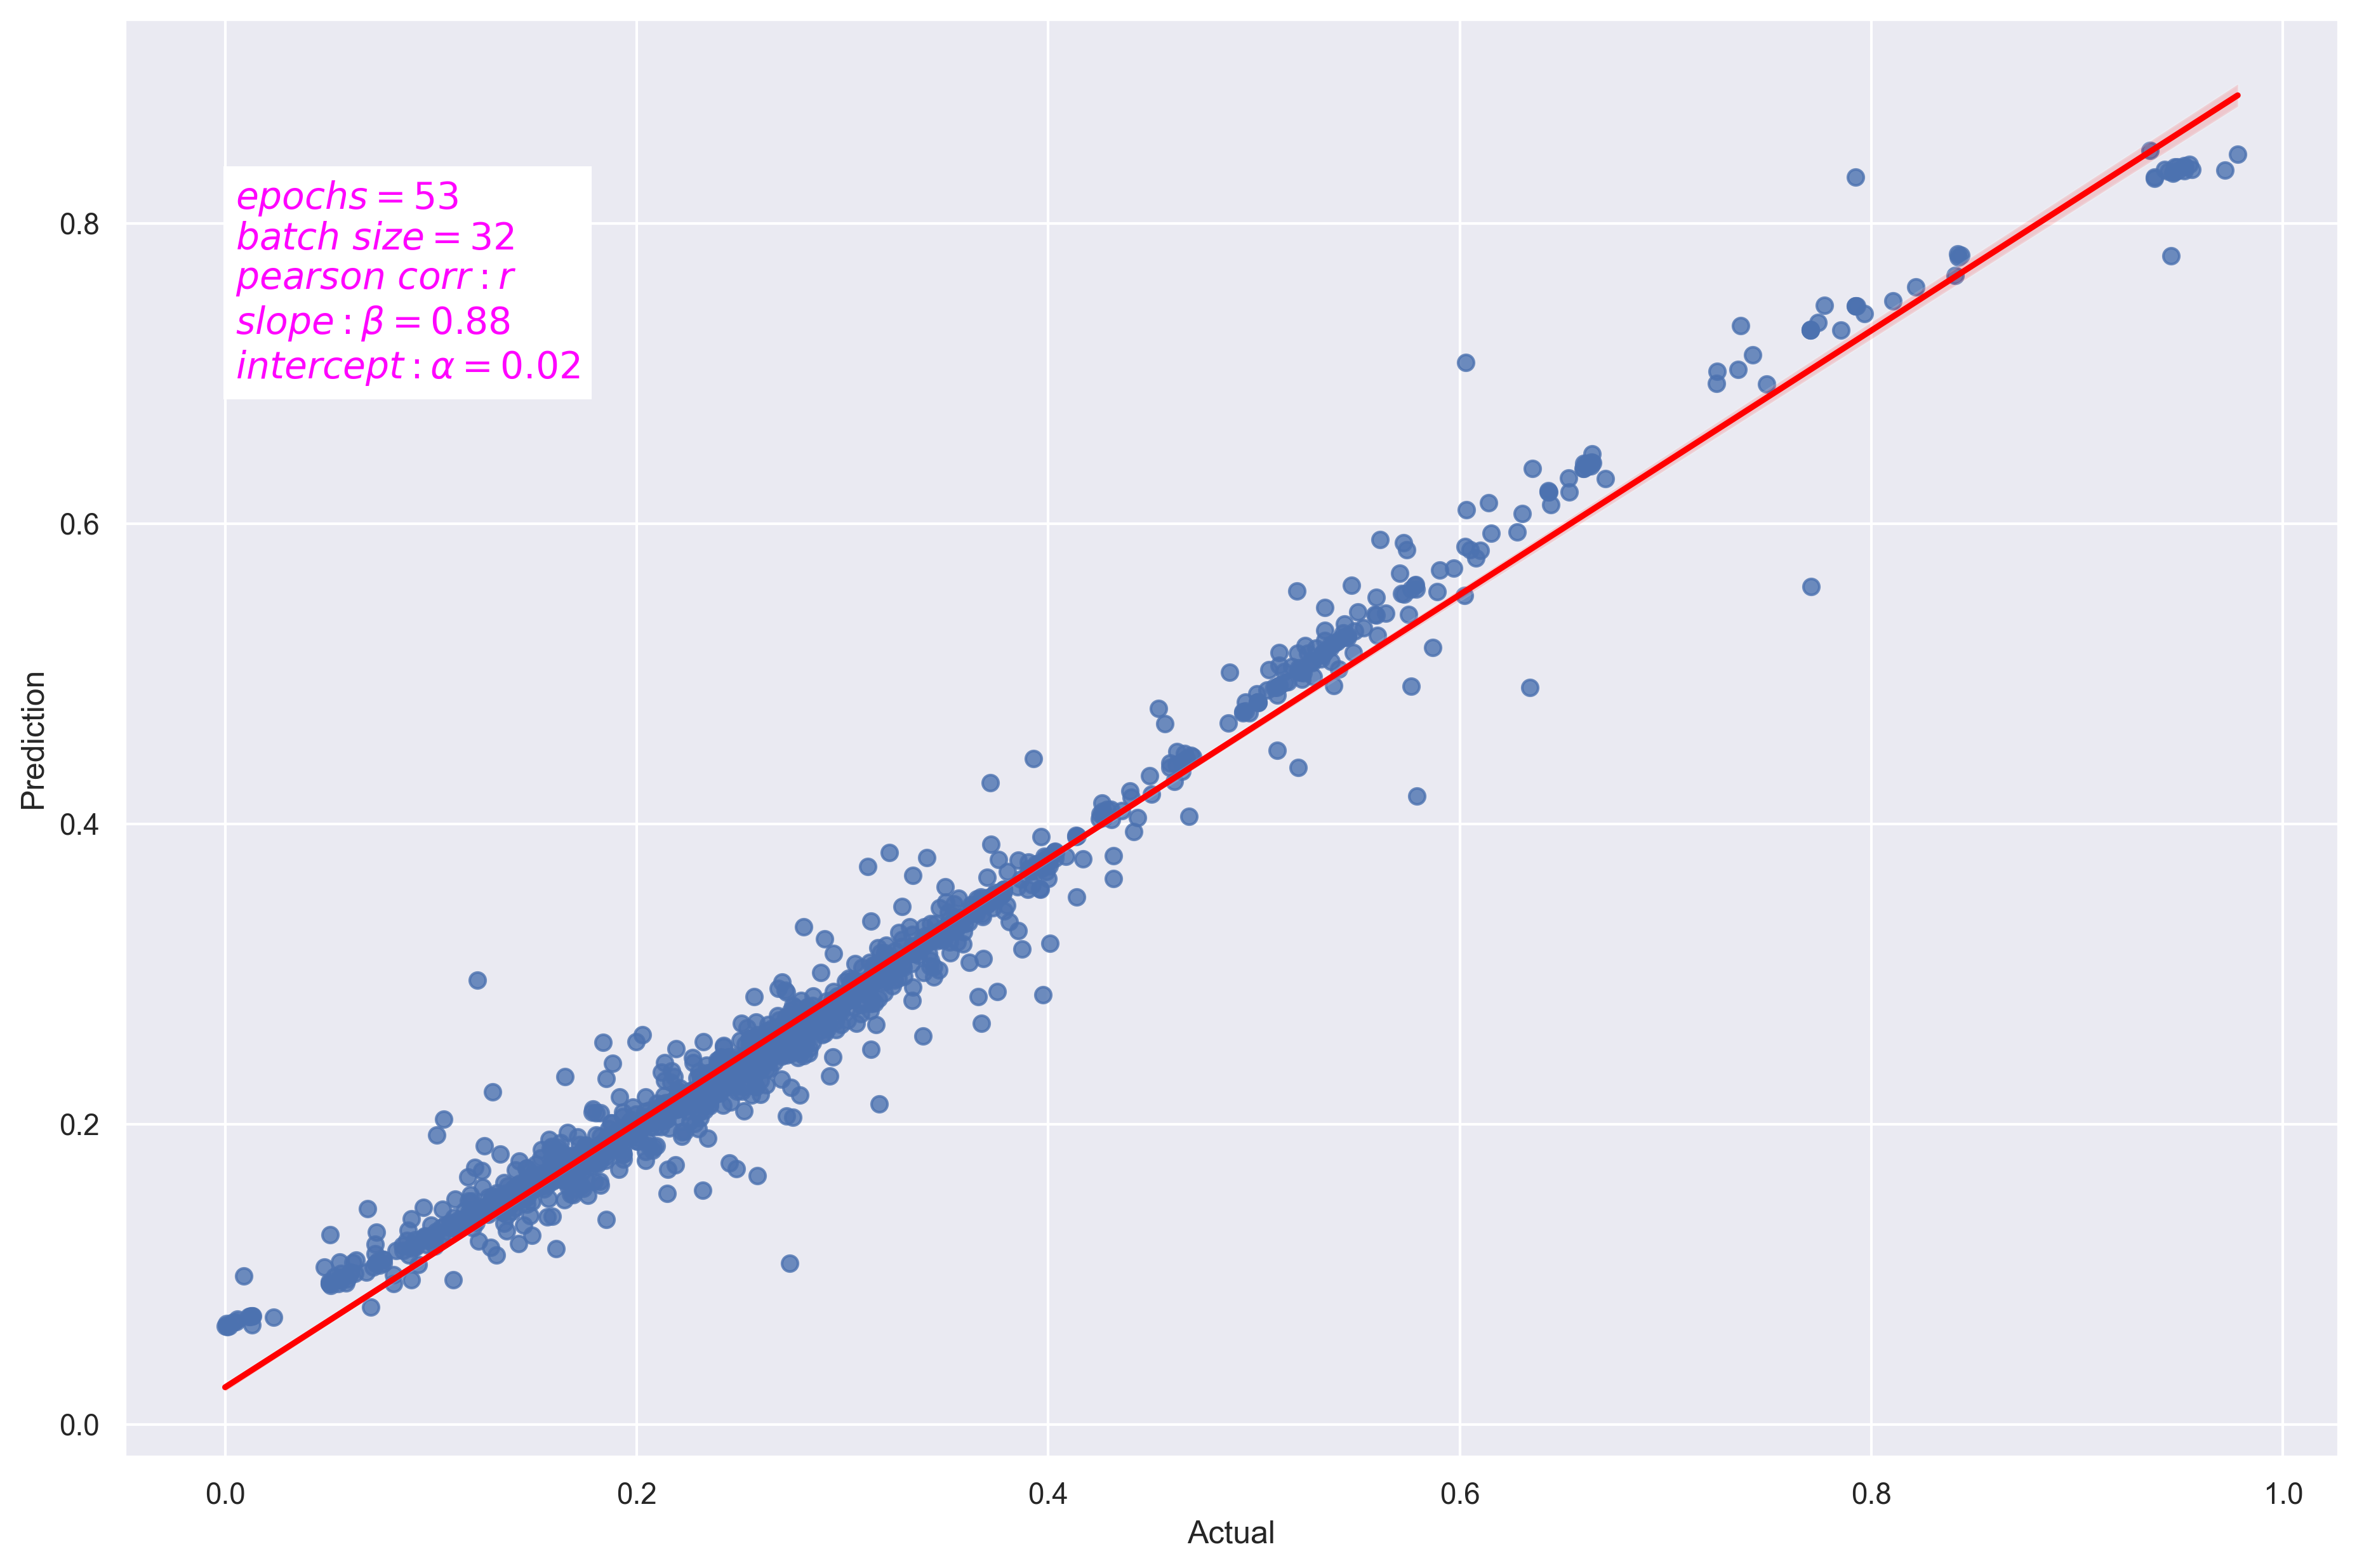 epochs = 53
batch size = 32
pearson corr : r
slope : β = 0.88
intercept : α = 0.02
0.8
0.6
0.4
0.2
0.0
Prediction
0.0 0.2 0.4 0.6 0.8 1.0
Actual